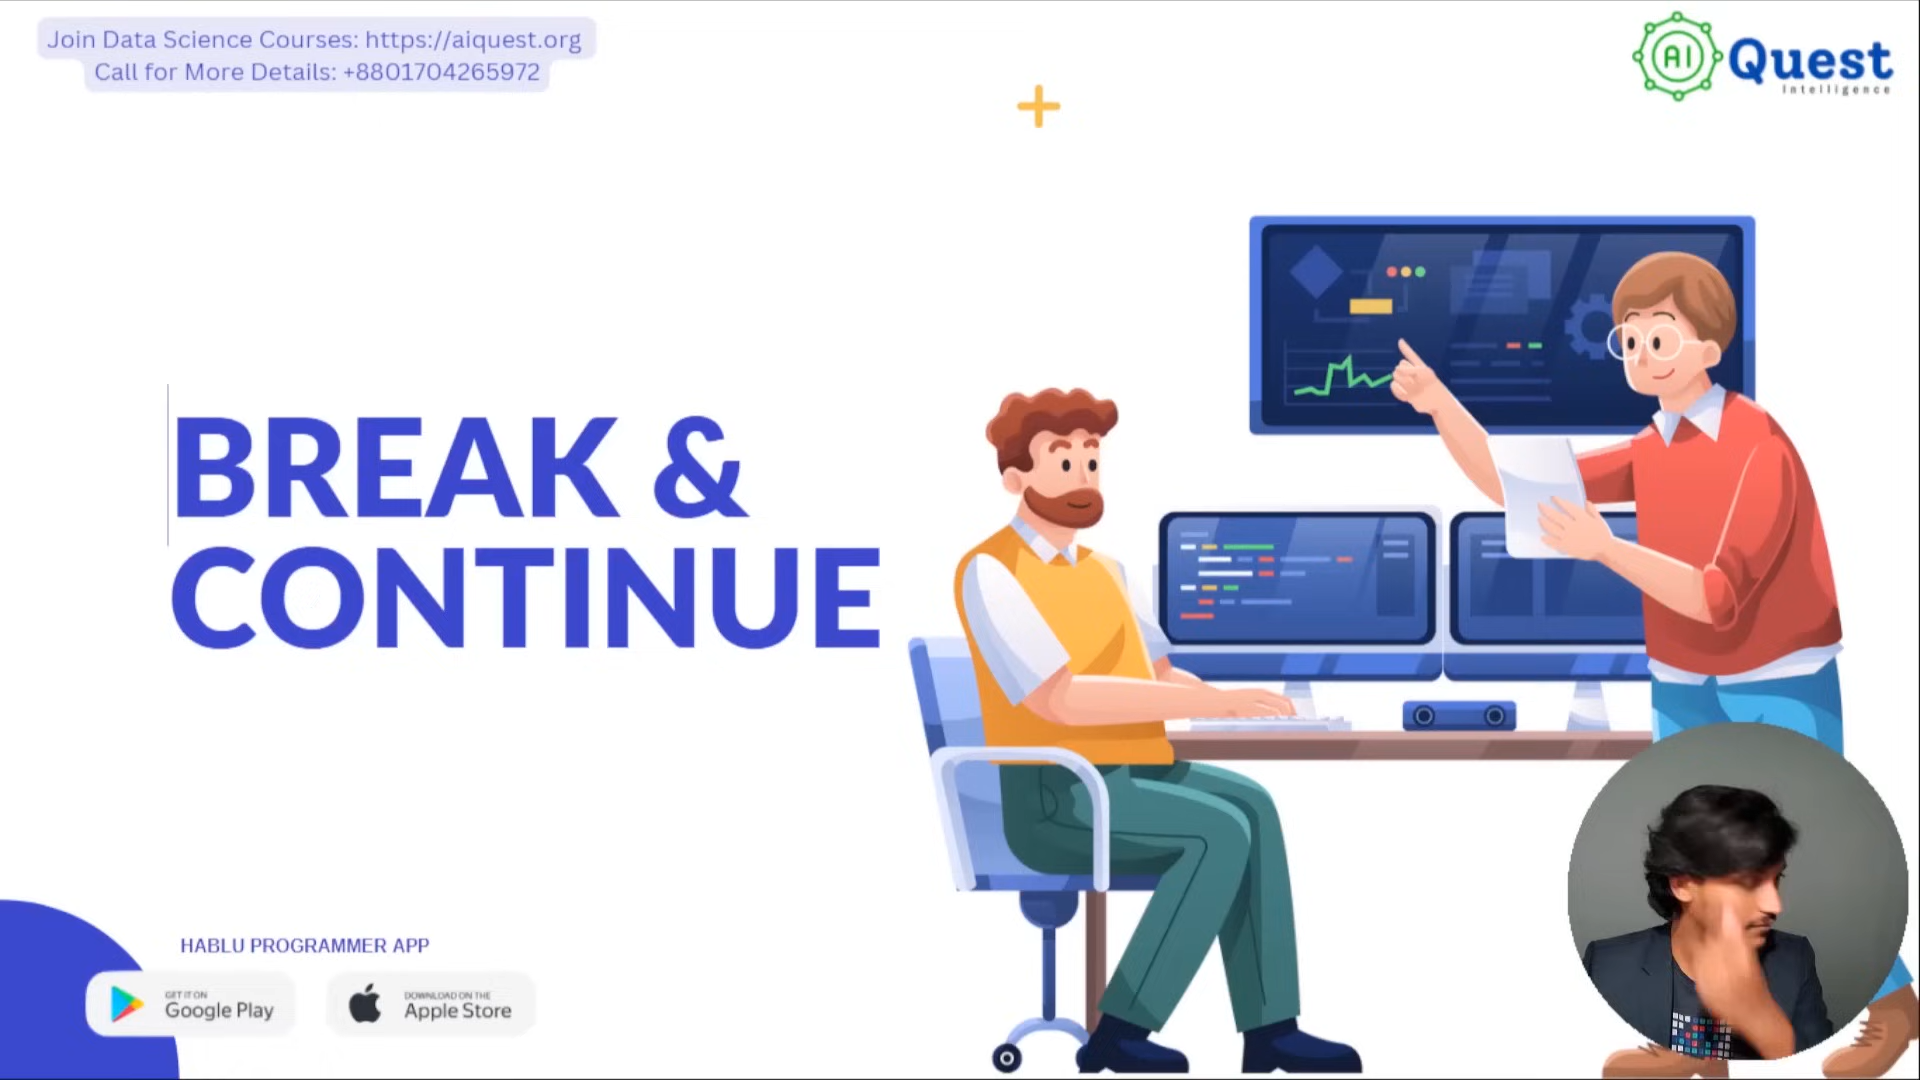 Join Data Science Courses: https://aiquest.org
Call for More Details: +8801704265972
AI Quest
Intelligence
BREAK &
CONTINUE
HABLU PROGRAMMER APP
GET IT ON
Google Play
DOWNLOAD ON THE
Apple Store